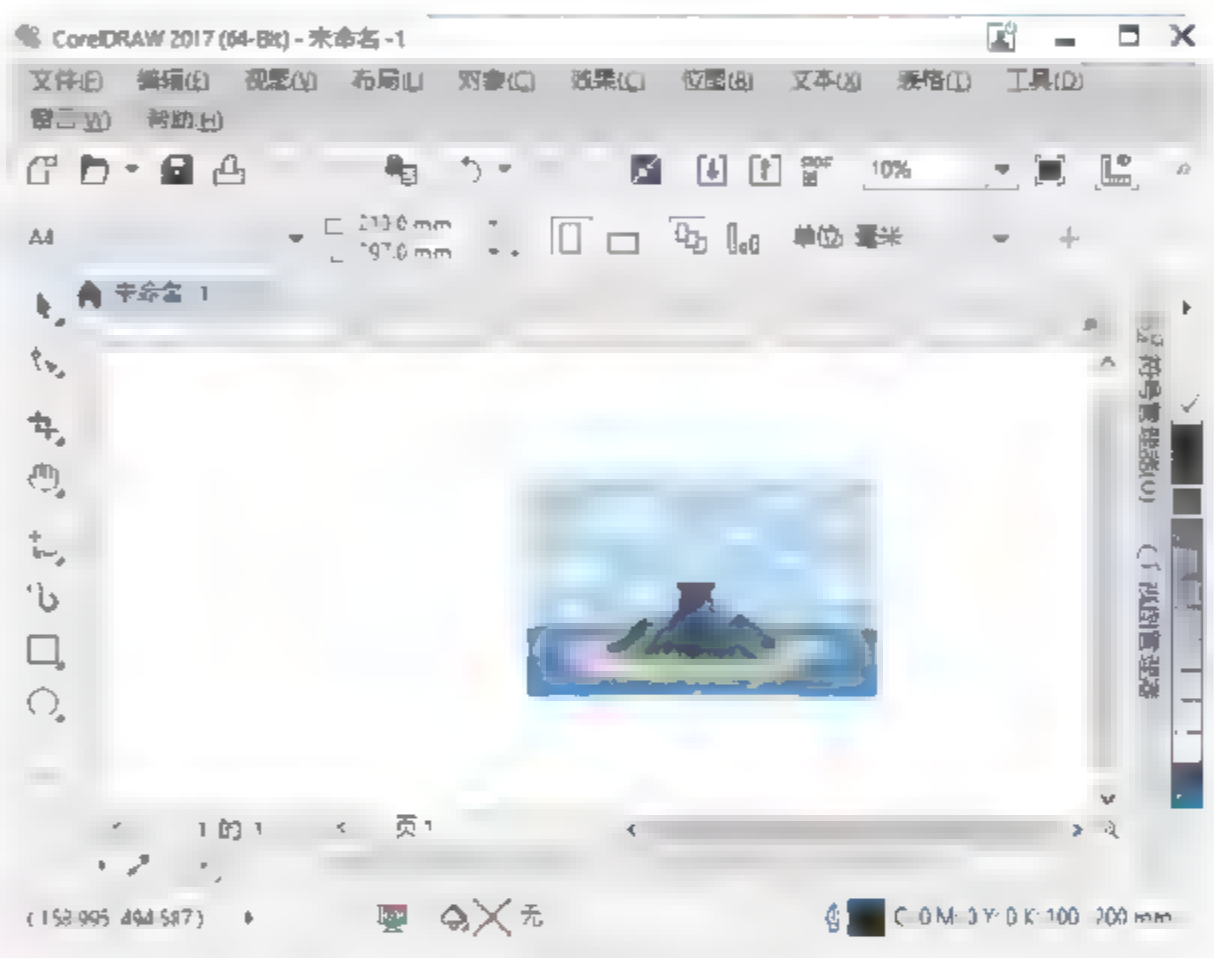 CorelDRAW 2017 (64-Bit) - 未命名 -1
文件(E) 编辑(E) 视图(V) 布局(L) 对象(C) 效果(C) 位图(B) 文本(X) 表格(T) 工具(O)
窗口(W) 帮助(H)
PDF 10%
A4 mm 单位 毫米
mm
未命名 1
符号管理器(O)
视图管理器
1 的 1 页 1
无 C: 0 M: 0 Y: 0 K: 100 .200 mm